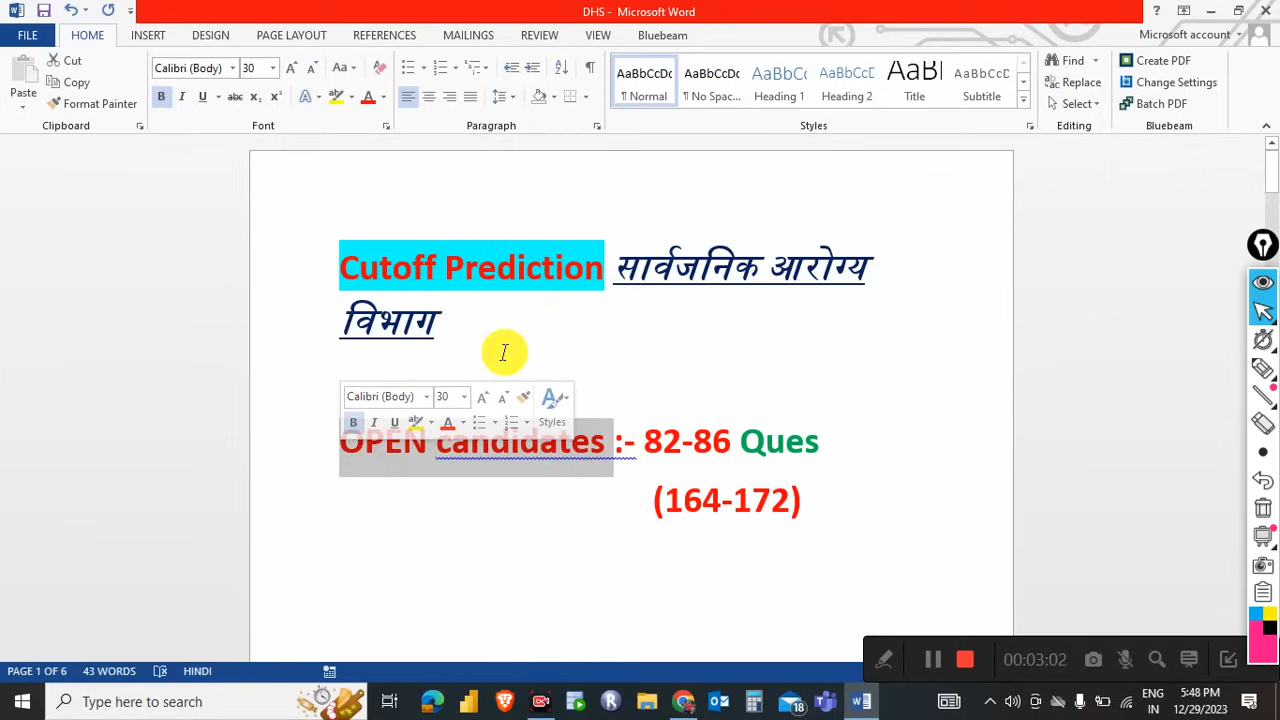 DHS - Microsoft Word
?
FILE HOME INSERT DESIGN PAGE LAYOUT REFERENCES MAILINGS REVIEW VIEW Bluebeam Microsoft account
Paste
Cut
Copy
Format Painter
Clipboard
Calibri (Body) 30
Font
Paragraph
AaBbCcDc AaBbCcDc AaBbCc AaBbCcC AaBl AaBbCcDc
¶ Normal ¶ No Spac... Heading 1 Heading 2 Title Subtitle
Styles
Find
Replace
Select
Editing
Create PDF
Change Settings
Batch PDF
Bluebeam
Cutoff Prediction सार्वजनिक आरोग्य
विभाग
Calibri (Body) 30
B I U Styles
OPEN candidates :- 82-86 Ques
(164-172)
00:03:02
PAGE 1 OF 6 43 WORDS HINDI
Type here to search
18
ENG
IN
5:48 PM
12/29/2023